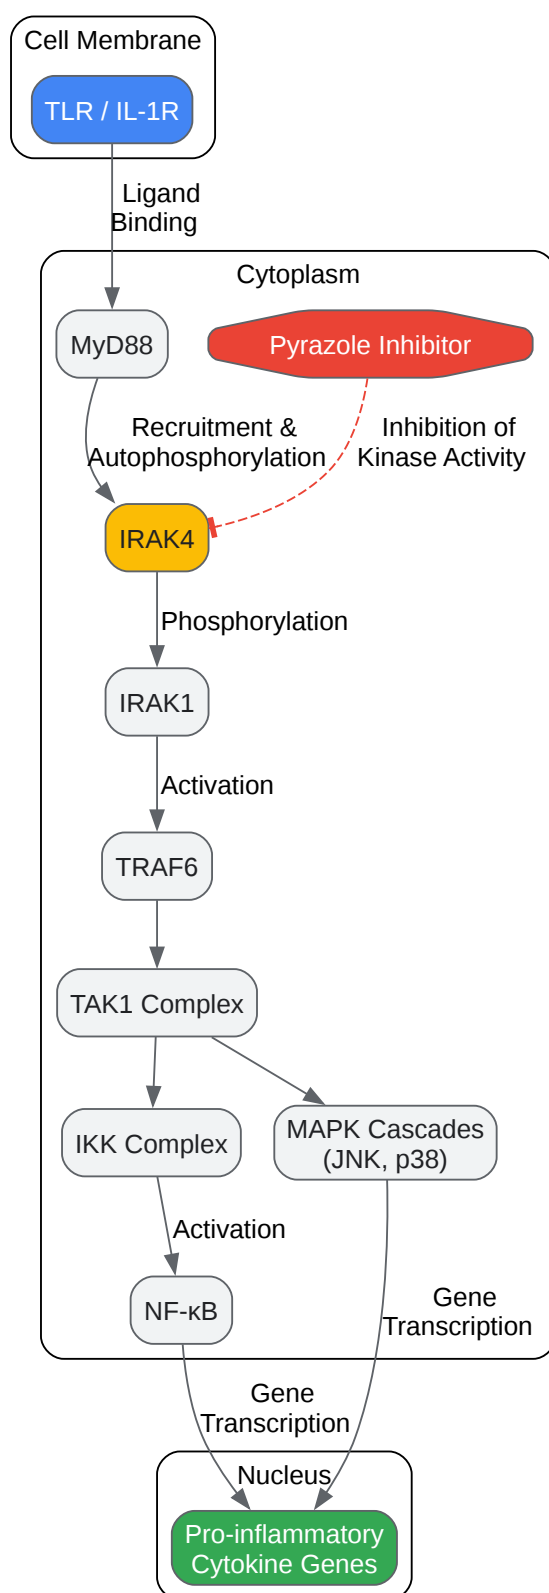 Cell Membrane
TLR / IL-1R
Ligand
Binding
Cytoplasm
MyD88
Pyrazole Inhibitor
Recruitment &
Autophosphorylation
Inhibition of
Kinase Activity
IRAK4
Phosphorylation
IRAK1
Activation
TRAF6
TAK1 Complex
IKK Complex
MAPK Cascades
(JNK, p38)
Activation
NF-κB
Gene
Transcription
Gene
Transcription
Nucleus
Pro-inflammatory
Cytokine Genes